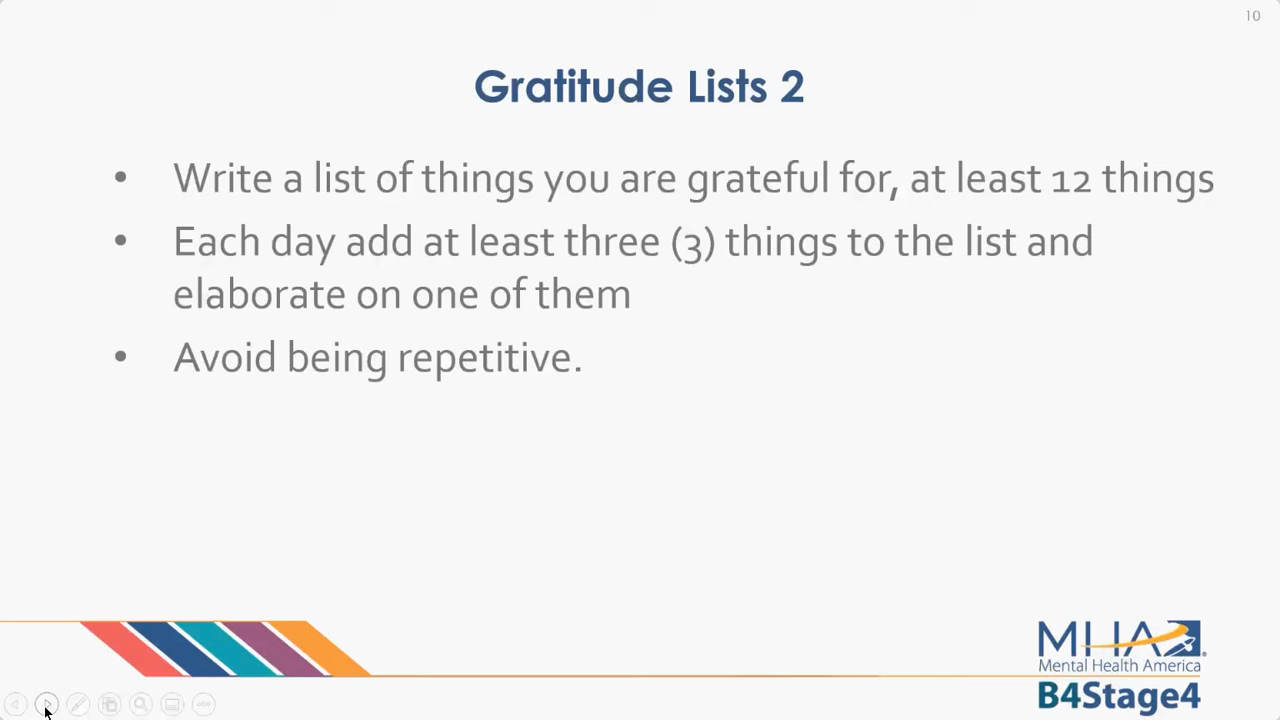 10
Gratitude Lists 2
• Write a list of things you are grateful for, at least 12 things
• Each day add at least three (3) things to the list and
elaborate on one of them
• Avoid being repetitive.
MHA®
Mental Health America
B4Stage4